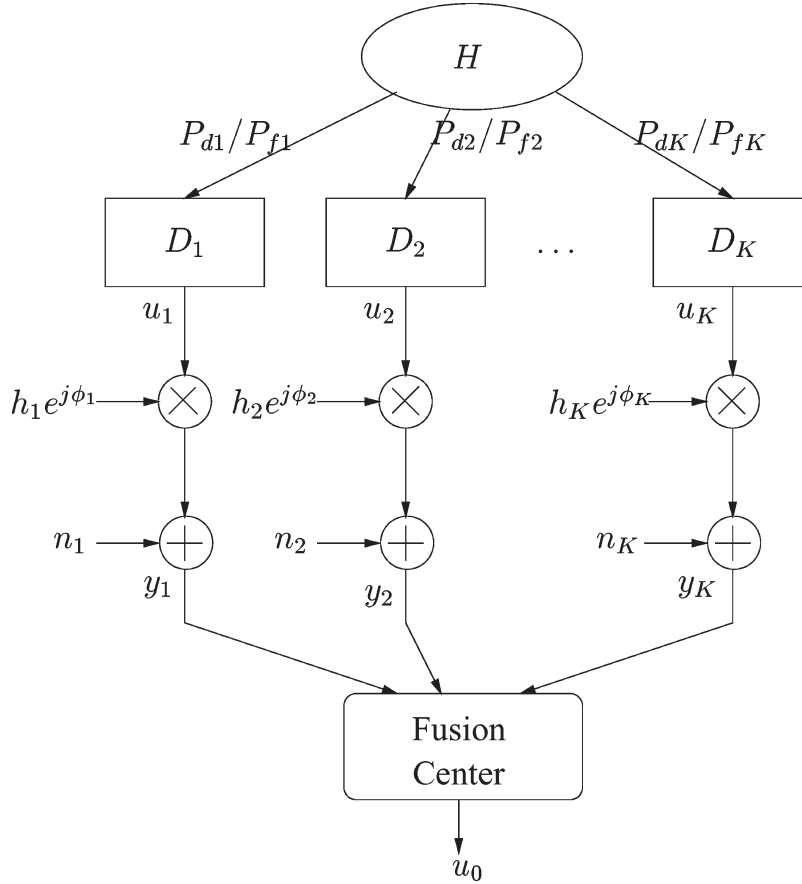 H
P_{d1}/P_{f1} P_{d2}/P_{f2} P_{dK}/P_{fK}
D_1 D_2 ... D_K
u_1 u_2 u_K
h_1e^{jϕ_1} h_2e^{jϕ_2} h_Ke^{jϕ_K}
n_1 n_2 n_K
y_1 y_2 y_K
Fusion
Center
u_0